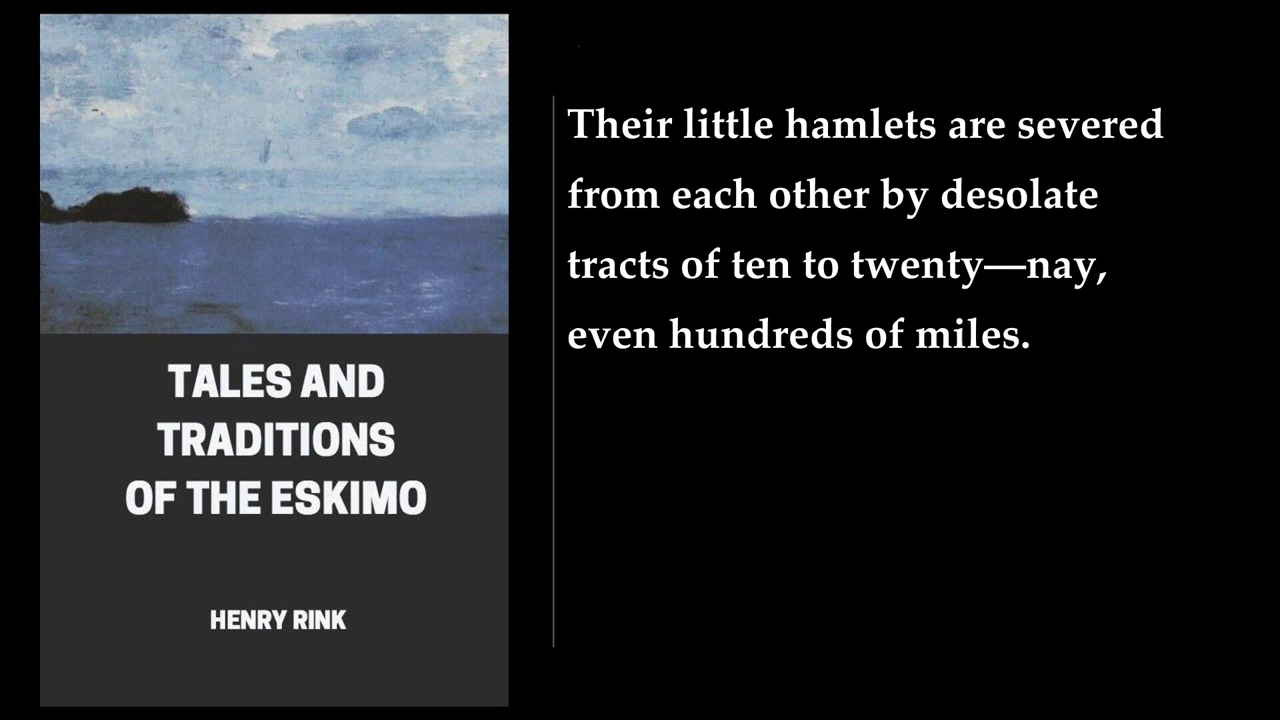 TALES AND
TRADITIONS
OF THE ESKIMO
HENRY RINK
Their little hamlets are severed
from each other by desolate
tracts of ten to twenty—nay,
even hundreds of miles.